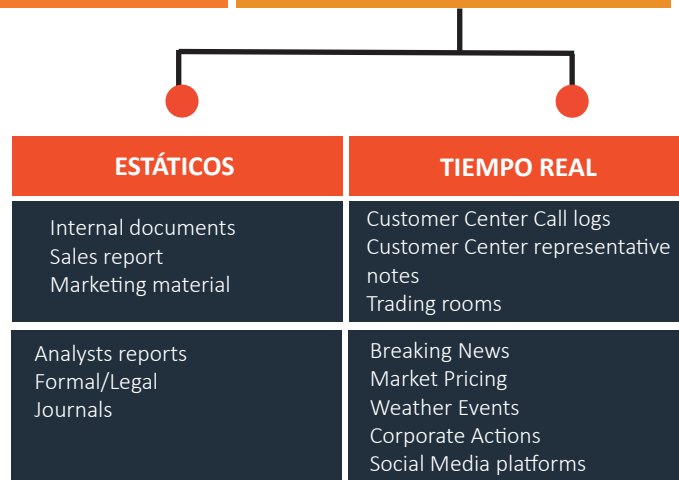 ESTÁTICOS
TIEMPO REAL
Internal documents
Sales report
Marketing material
Customer Center Call logs
Customer Center representative
notes
Trading rooms
Analysts reports
Formal/Legal
Journals
Breaking News
Market Pricing
Weather Events
Corporate Actions
Social Media platforms